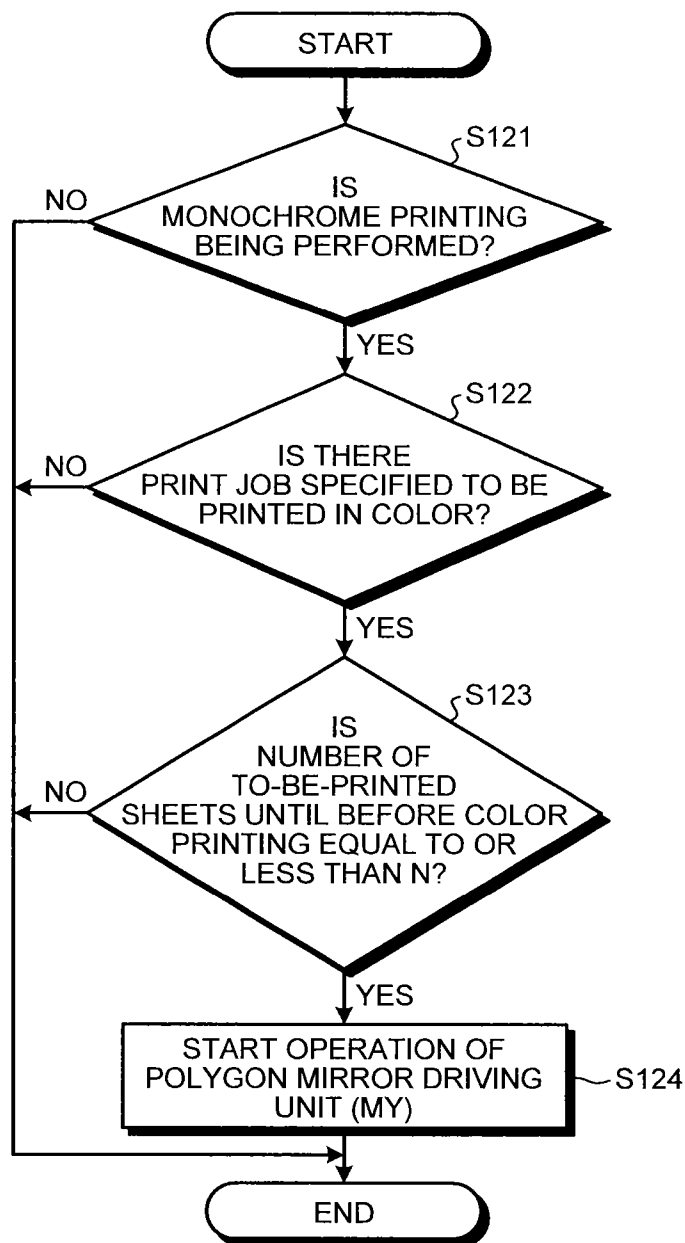 START
S121
NO
IS
MONOCHROME PRINTING
BEING PERFORMED?
YES
S122
NO
IS THERE
PRINT JOB SPECIFIED TO BE
PRINTED IN COLOR?
YES
S123
IS
NUMBER OF
TO-BE-PRINTED
NO
SHEETS UNTIL BEFORE COLOR
PRINTING EQUAL TO OR
LESS THAN N?
YES
START OPERATION OF
POLYGON MIRROR DRIVING
UNIT (MY)
S124
END